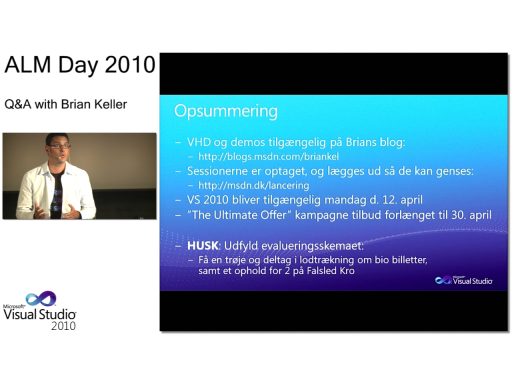 ALM Day 2010
Q&A with Brian Keller
Opsummering
– VHD og demos tilgængelig på Brians blog:
– http://blogs.msdn.com/briankel
– Sessionerne er optaget, og lægges ud så de kan genses:
– http://msdn.dk/lancering
– VS 2010 bliver tilgængelig mandag d. 12. april
– "The Ultimate Offer" kampagne tilbud forlænget til 30. april
– HUSK: Udfyld evalueringsskemaet:
– Få en trøje og deltag i lodtrækning om bio billetter,
samt et ophold for 2 på Falsled Kro
Microsoft
Visual Studio
Microsoft
Visual Studio
2010